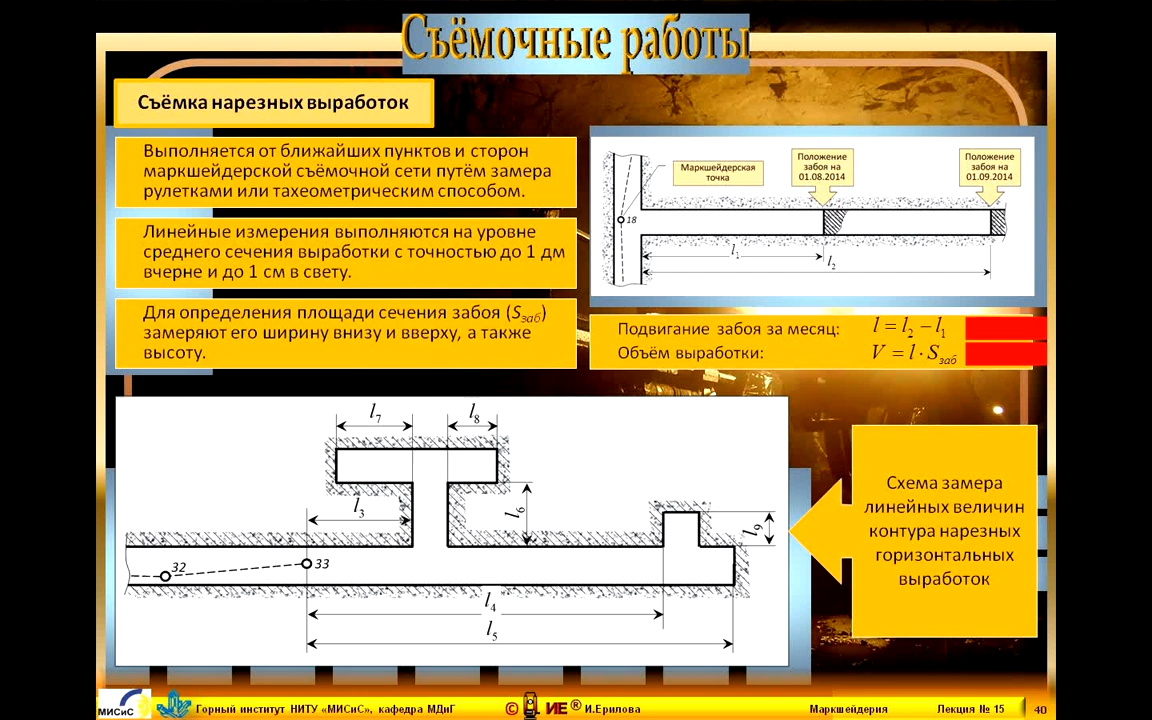 Съёмочные работы
Съёмка нарезных выработок
Выполняется от ближайших пунктов и сторон
маркшейдерской съёмочной сети путём замера
рулетками или тахеометрическим способом.
Линейные измерения выполняются на уровне
среднего сечения выработки с точностью до 1 дм
вчерне и до 1 см в свету.
Для определения площади сечения забоя (Sзаб)
замеряют его ширину внизу и вверху, а также
высоту.
Маркшейдерская
точка
Положение
забоя на
01.08.2014
Положение
забоя на
01.09.2014
18
l1
l2
Подвигание забоя за месяц: l = l2 − l1
Объём выработки: V = l · Sзаб
l7
l8
l3
l6
l9
32
33
l4
l5
Схема замера
линейных величин
контура нарезных
горизонтальных
выработок
МИСиС
Горный институт НИТУ «МИСиС», кафедра МДиГ
© ИЕ ® И.Ерилова
Маркшейдерия
Лекция № 15
40